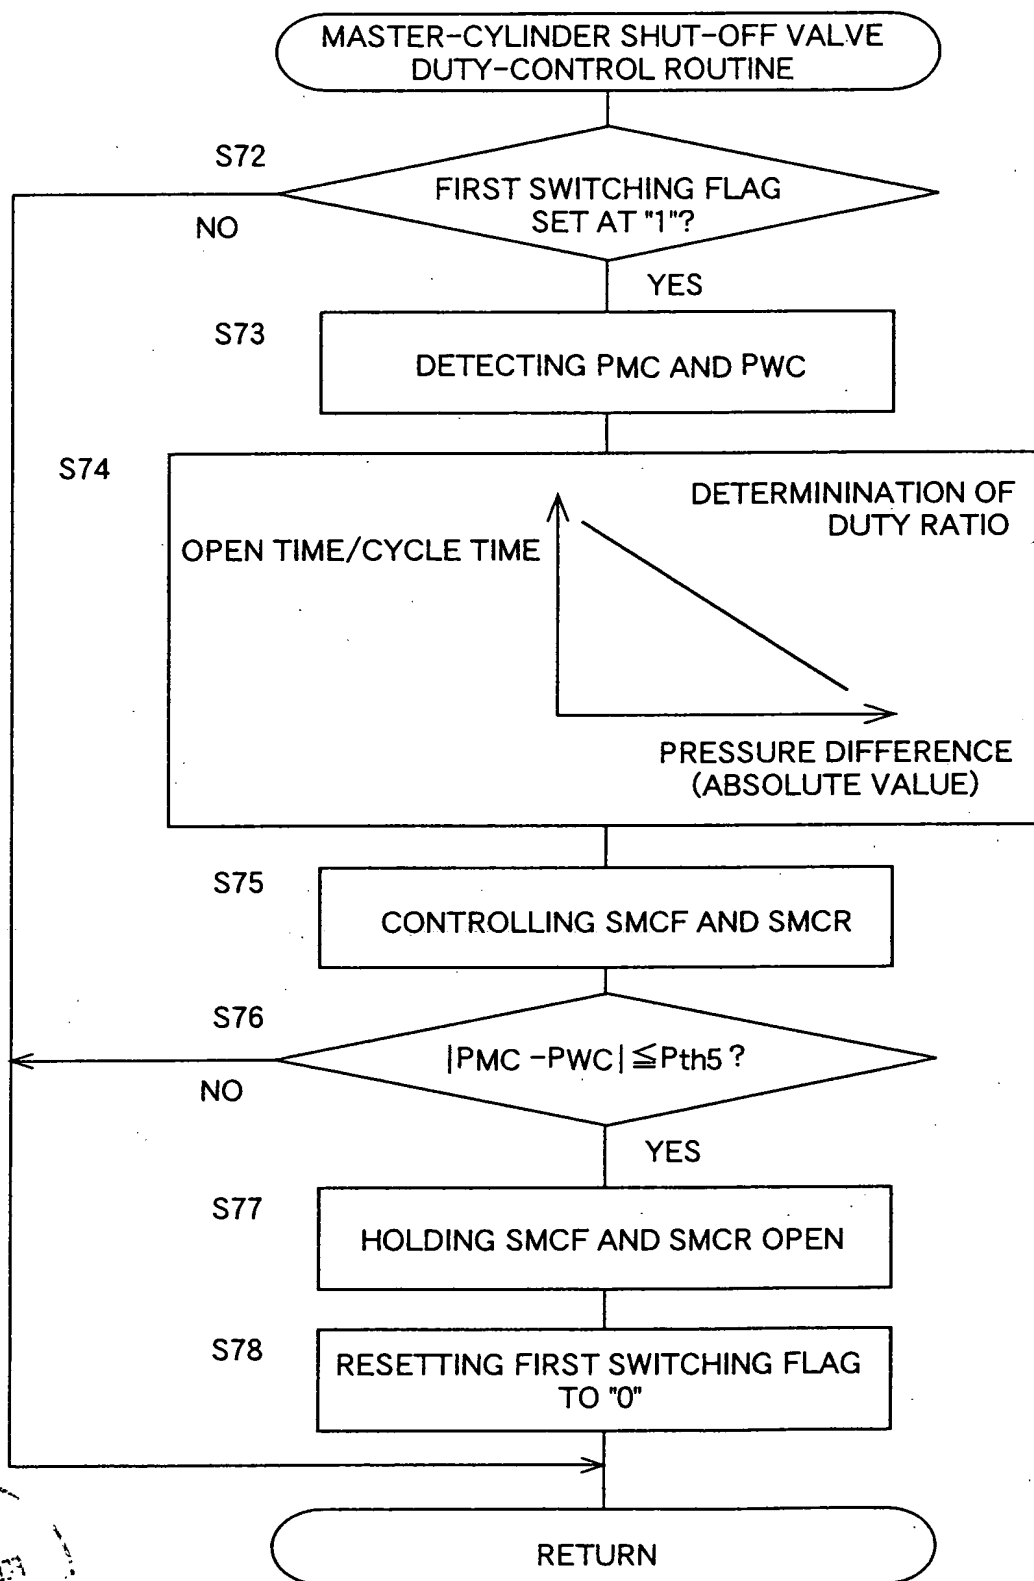 MASTER-CYLINDER SHUT-OFF VALVE
DUTY-CONTROL ROUTINE
S72
FIRST SWITCHING FLAG
SET AT "1"?
NO
YES
S73
DETECTING PMC AND PWC
S74
DETERMININATION OF
DUTY RATIO
OPEN TIME/CYCLE TIME
PRESSURE DIFFERENCE
(ABSOLUTE VALUE)
S75
CONTROLLING SMCF AND SMCR
S76
|PMC -PWC| ≦Pth5 ?
NO
YES
S77
HOLDING SMCF AND SMCR OPEN
S78
RESETTING FIRST SWITCHING FLAG
TO "0"
RETURN